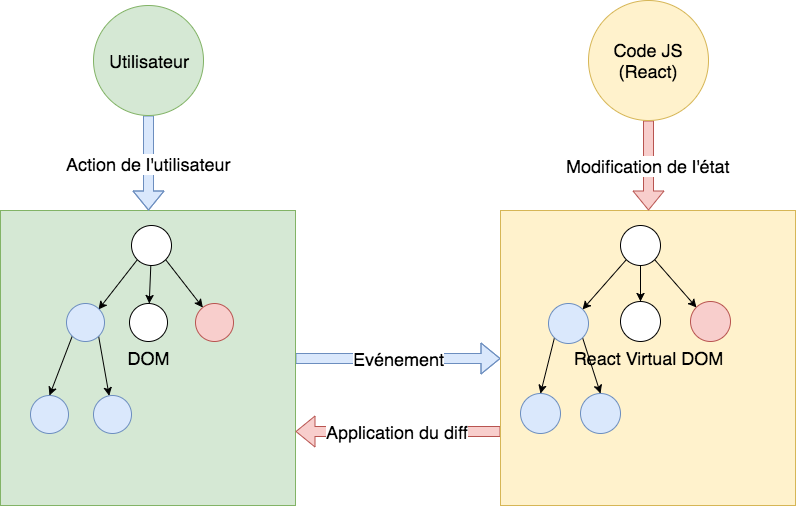 Utilisateur
Code JS
(React)
Action de l'utilisateur
Modification de l'état
DOM
Evénement
React Virtual DOM
Application du diff